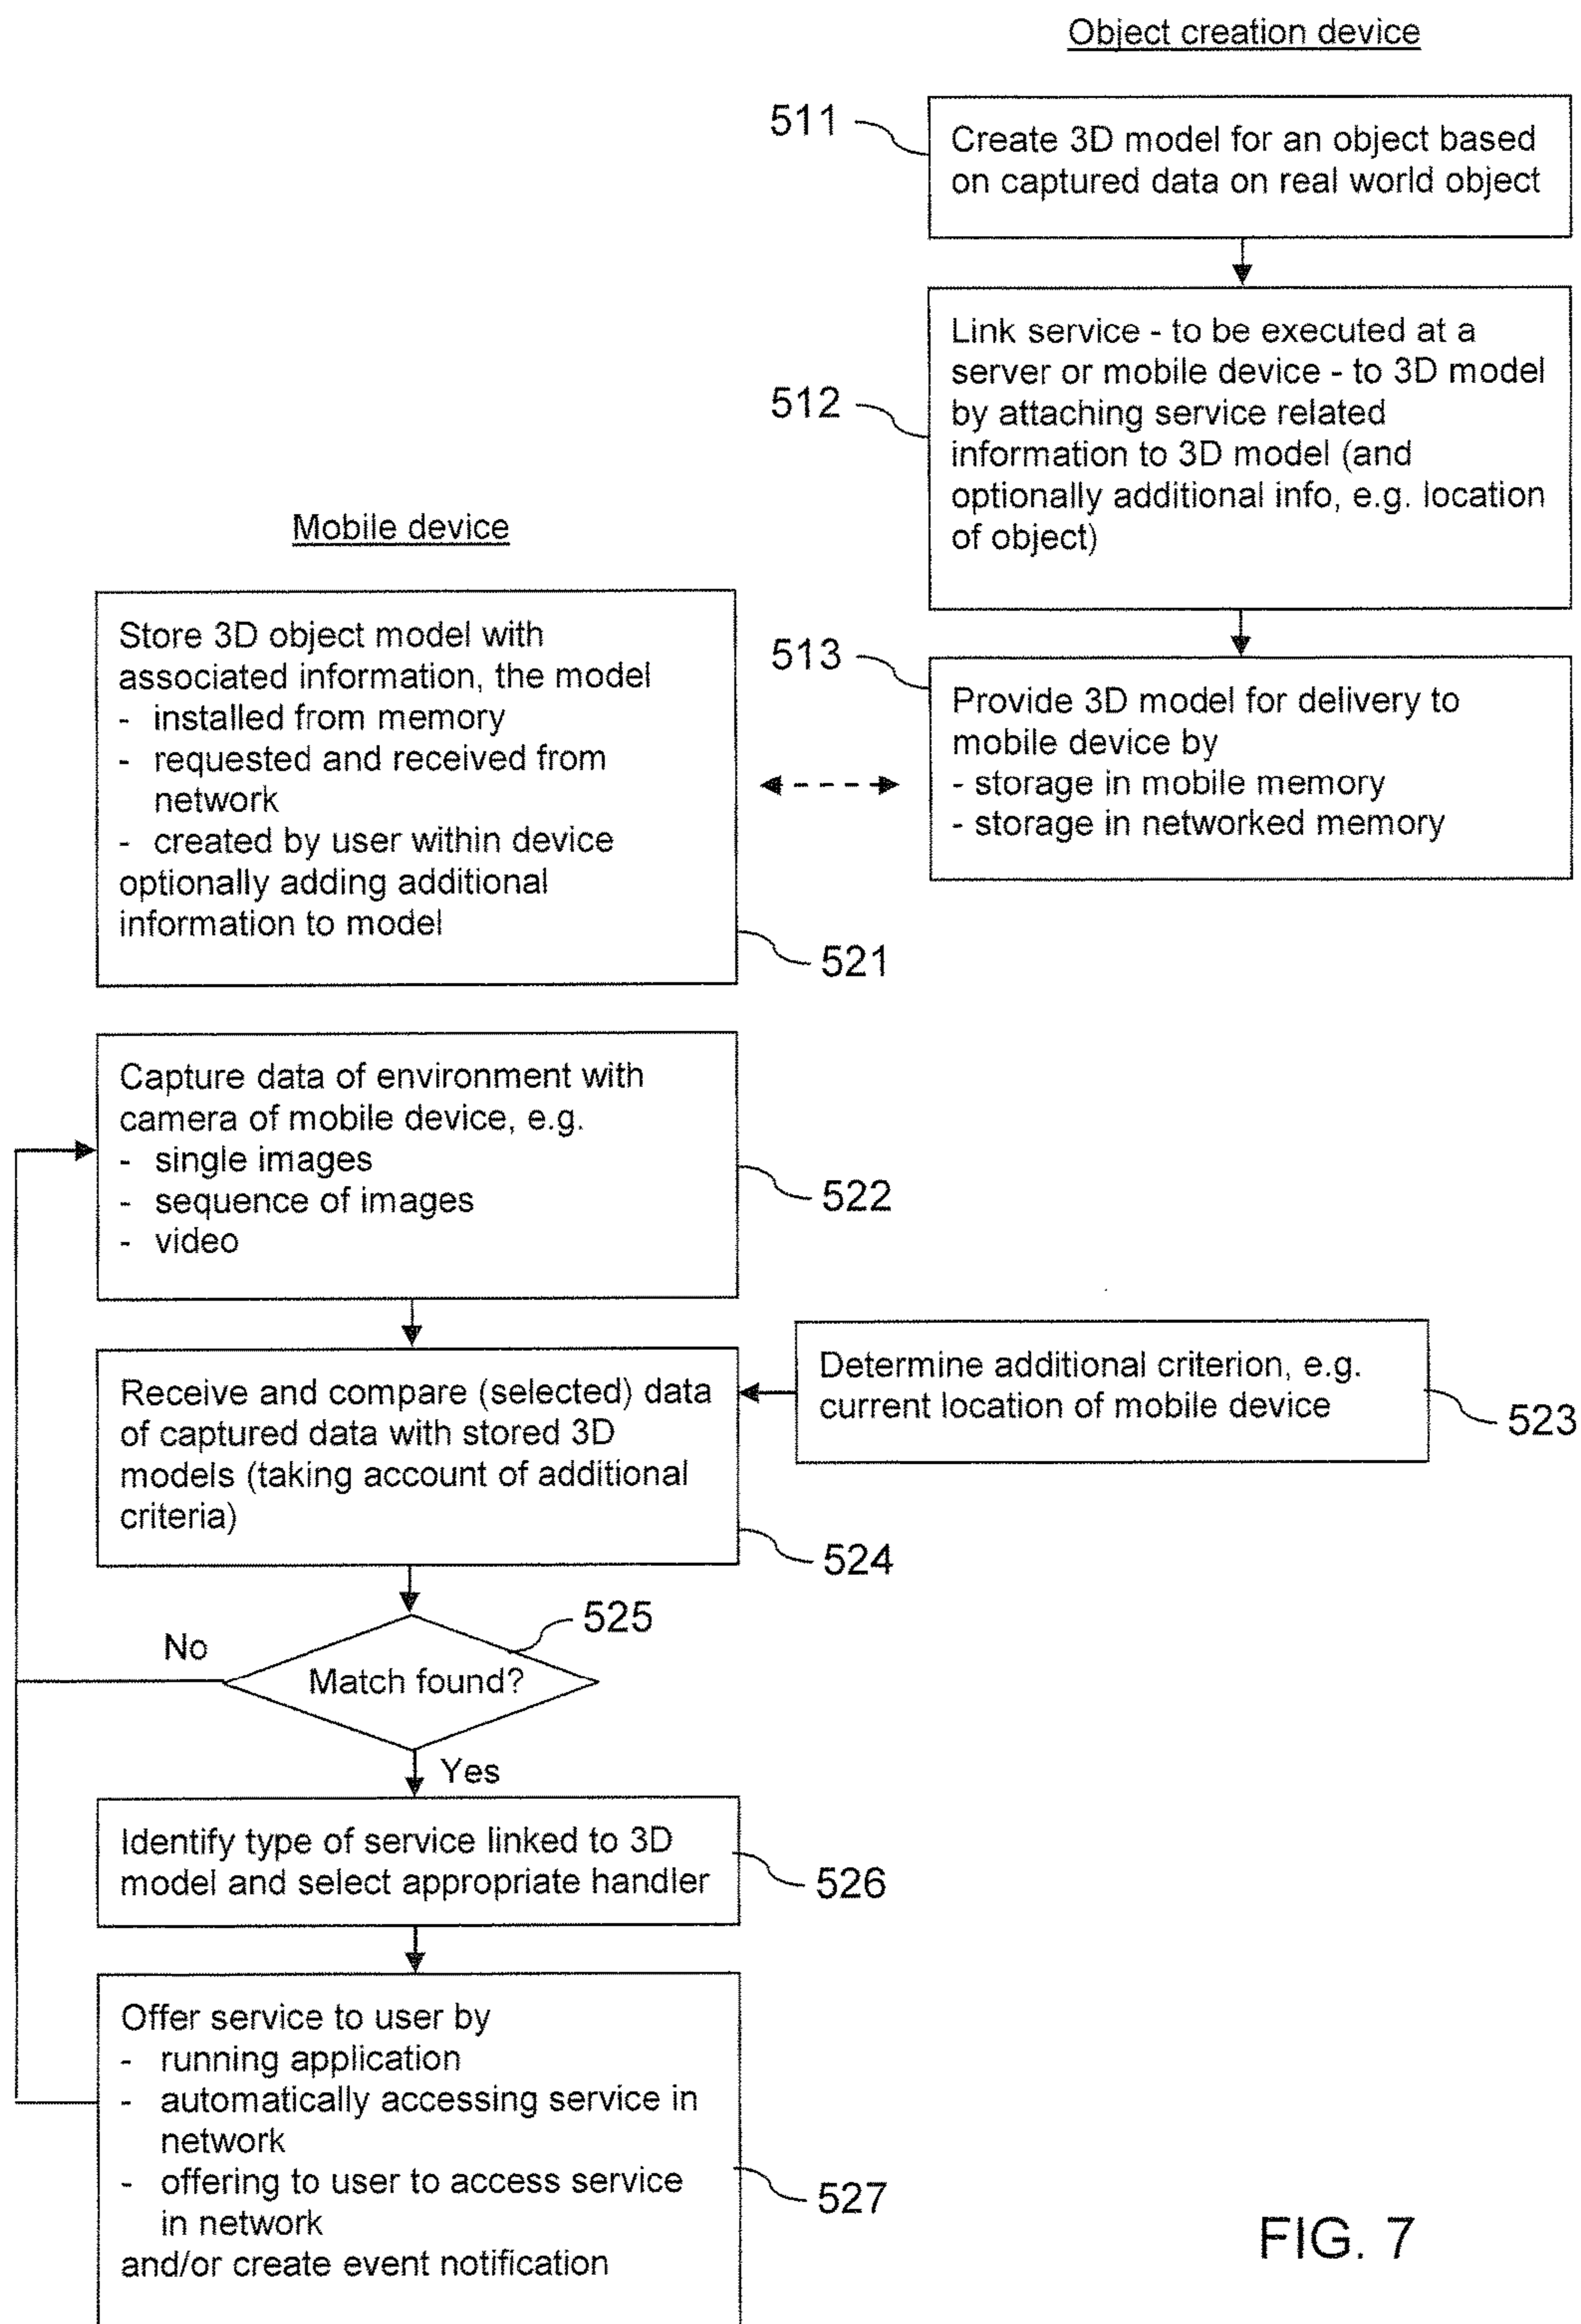 Object creation device
511
Create 3D model for an object based
on captured data on real world object
512
Link service - to be executed at a
server or mobile device - to 3D model
by attaching service related
information to 3D model (and
optionally additional info, e.g. location
of object)
513
Provide 3D model for delivery to
mobile device by
- storage in mobile memory
- storage in networked memory
Mobile device
Store 3D object model with
associated information, the model
- installed from memory
- requested and received from
network
- created by user within device
optionally adding additional
information to model
521
Capture data of environment with
camera of mobile device, e.g.
- single images
- sequence of images
- video
522
Determine additional criterion, e.g.
current location of mobile device
523
Receive and compare (selected) data
of captured data with stored 3D
models (taking account of additional
criteria)
524
525
No
Match found?
Yes
Identify type of service linked to 3D
model and select appropriate handler
526
Offer service to user by
- running application
- automatically accessing service in
network
- offering to user to access service
in network
and/or create event notification
527
FIG. 7